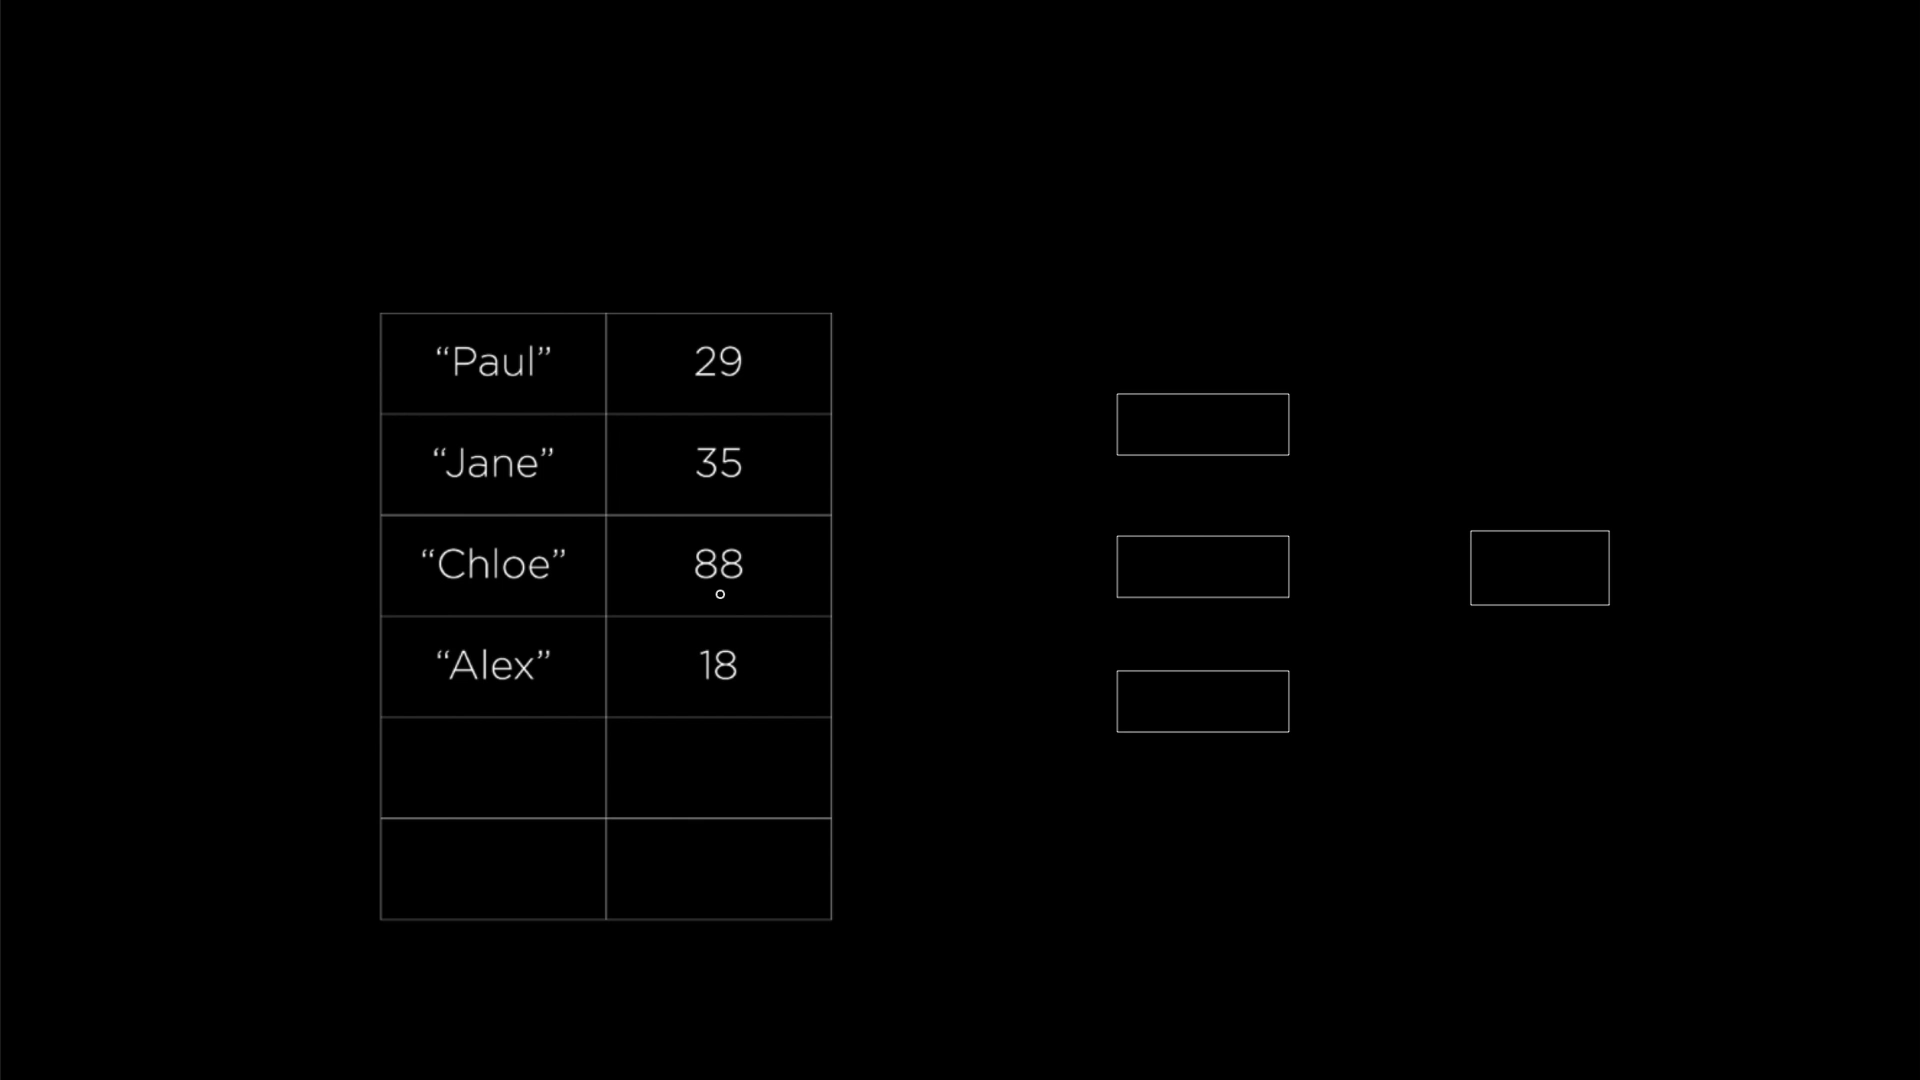 “Paul” 29
“Jane” 35
“Chloe” 88
“Alex” 18